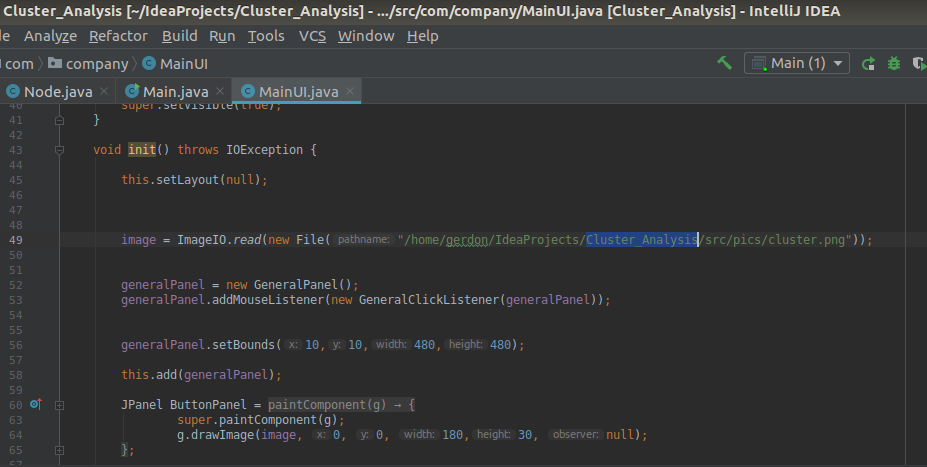 Cluster_Analysis [~/IdeaProjects/Cluster_Analysis] - .../src/com/company/MainUI.java [Cluster_Analysis] - IntelliJ IDEA
Analyze Refactor Build Run Tools VCS Window Help
com company MainUI Main (1)
Node.java Main.java MainUI.java
40 super.setVisible(true);
41 }
42
43 void init() throws IOException {
44
45 this.setLayout(null);
46
47
48
49 image = ImageIO.read(new File( pathname: "/home/gerdon/IdeaProjects/Cluster_Analysis/src/pics/cluster.png"));
50
51
52 generalPanel = new GeneralPanel();
53 generalPanel.addMouseListener(new GeneralClickListener(generalPanel));
54
55
56 generalPanel.setBounds( x: 10, y: 10, width: 480, height: 480);
57
58 this.add(generalPanel);
59
60 JPanel ButtonPanel = paintComponent(g) → {
63 super.paintComponent(g);
64 g.drawImage(image, x: 0, y: 0, width: 180, height: 30, observer: null);
65 };
67